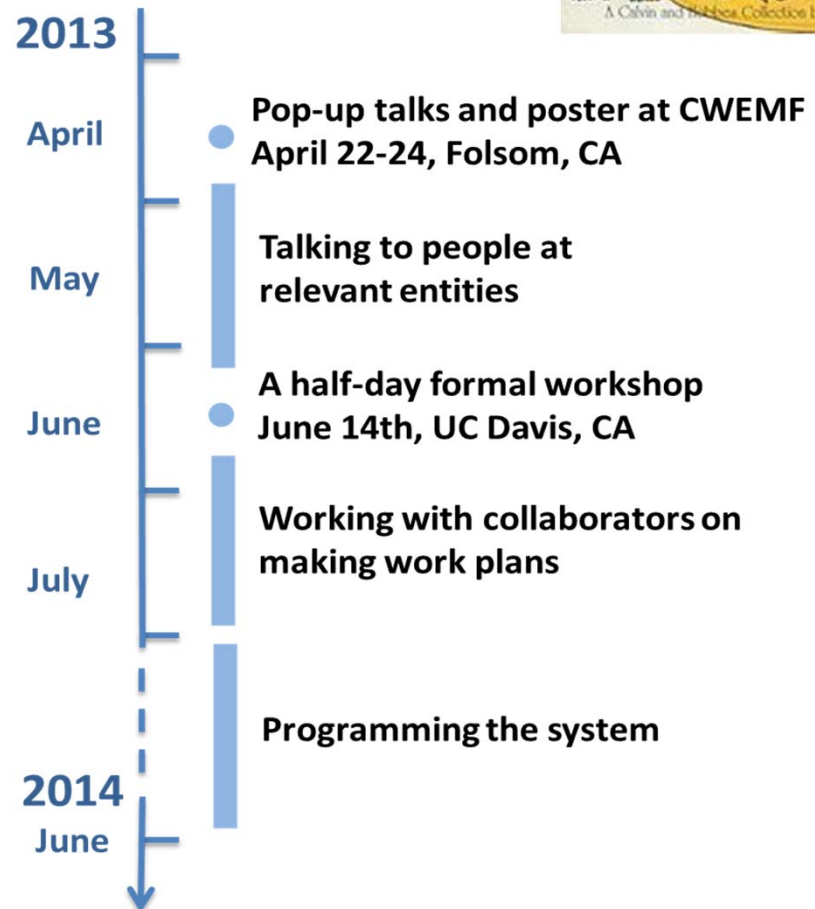 A Calvin and Hobbes Collection
2013
April
Pop-up talks and poster at CWEMF
April 22-24, Folsom, CA
May
Talking to people at
relevant entities
June
A half-day formal workshop
June 14th, UC Davis, CA
July
Working with collaborators on
making work plans
Programming the system
2014
June